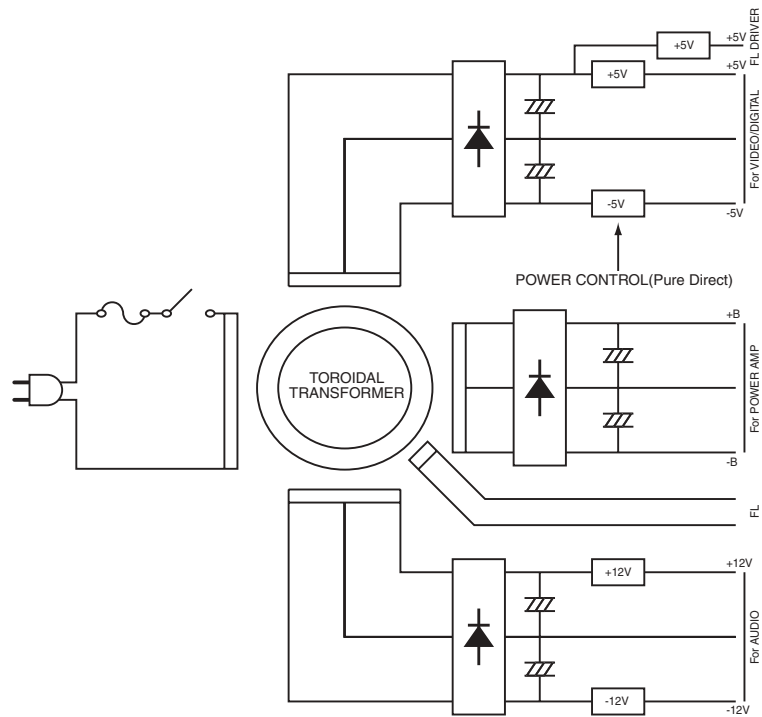 +5V
+5V
FL DRIVER
+5V
+5V
For VIDEO/DIGITAL
-5V
-5V
POWER CONTROL(Pure Direct)
+B
TOROIDAL
TRANSFORMER
For POWER AMP
-B
FL
+12V
+12V
For AUDIO
-12V
-12V